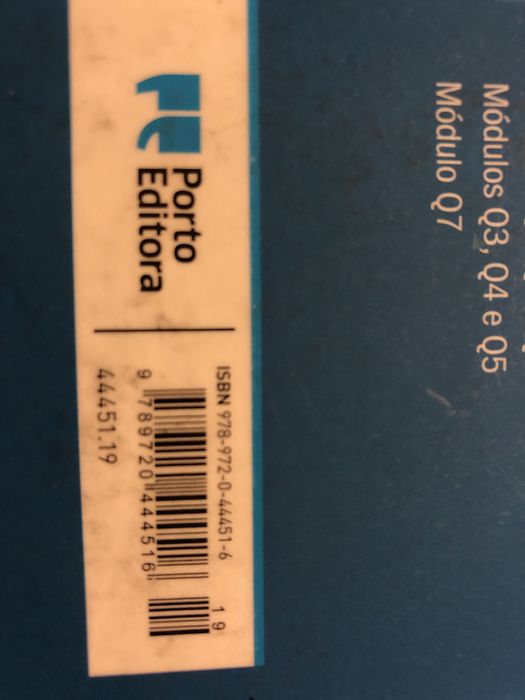 Módulos Q3, Q4 e Q5
Módulo Q7
Porto
Editora
ISBN 978-972-0-44451-6
19
9 789720 444516
44451.19